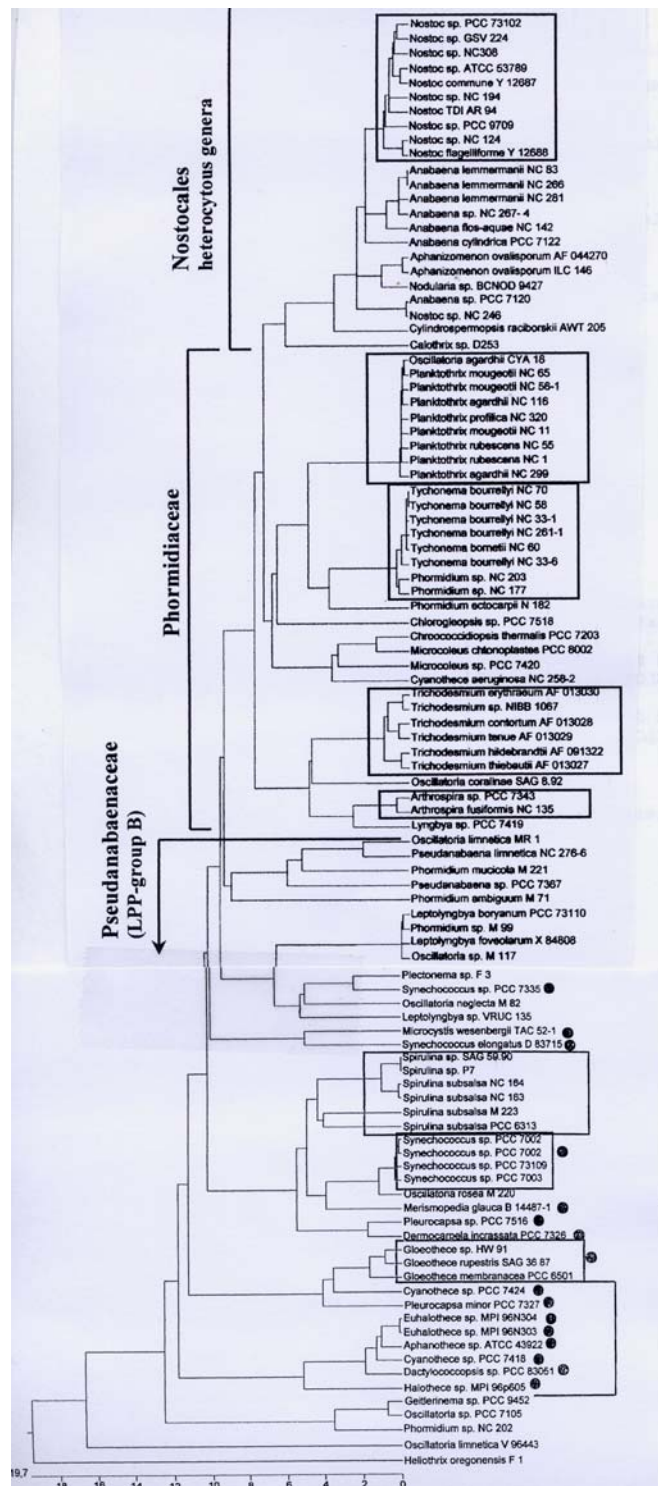 Nostoc sp. PCC 73102
Nostoc sp. GSV 224
Nostoc sp. NC308
Nostoc sp. ATCC 53789
Nostoc commune Y 12687
Nostoc sp. NC 194
Nostoc TDI AR 94
Nostoc sp. PCC 9709
Nostoc sp. NC 124
Nostoc flagelliforme Y 12688
Anabaena lemmermanii NC 83
Anabaena lemmermanli NC 266
Anabaena lemmermanii NC 281
Anabaena sp. NC 267- 4
Anabaena flos-aquae NC 142
Anabaena cylindrica PCC 7122
Aphanizomenon ovalisporum AF 044270
Aphanizomenon ovalisporum ILC 146
Nodularia sp. BCNOD 9427
Anabaena sp. PCC 7120
Nostoc sp. NC 246
Cylindrospermopsis raciborskii AWT 205
Calothrix sp. D253
Nostocales
heterocytous genera
Oscillatoria agardhii CYA 18
Planktothrix mougeotii NC 65
Planktothrix mougeotii NC 56-1
Planktothrix agardhii NC 116
Planktothrix profilica NC 320
Planktothrix mougeotii NC 11
Planktothrix rubescens NC 55
Planktothrix rubescens NC 1
Planktothrix agardhii NC 299
Tychonema bourrellyi NC 70
Tychonema bourrellyi NC 58
Tychonema bourrellyi NC 33-1
Tychonema bourrellyi NC 261-1
Tychonema bornetii NC 60
Tychonema bourrellyi NC 33-6
Phormidium sp. NC 203
Phormidium sp. NC 177
Phormidium ectocarpii N 182
Chlorogleopsis sp. PCC 7518
Chroococcidiopsis thermalis PCC 7203
Microcoleus chtonoplastes PCC 8002
Microcoleus sp. PCC 7420
Cyanothece aeruginosa NC 258-2
Trichodesmium erythraeum AF 013030
Trichodesmium sp. NIBB 1067
Trichodesmium contortum AF 013028
Trichodesmium tenue AF 013029
Trichodesmium hildebrandtii AF 091322
Trichodesmium thiebautii AF 013027
Oscillatoria coralinae SAG 8.92
Arthrospira sp. PCC 7343
Arthrospira fusiformis NC 135
Lyngbya sp. PCC 7419
Phormidiaceae
Oscillatoria limnetica MR 1
Pseudanabaena limnetica NC 276-6
Phormidium mucicola M 221
Pseudanabaena sp. PCC 7367
Phormidium ambiguum M 71
Leptolyngbya boryanum PCC 73110
Phormidium sp. M 99
Leptolyngbya foveolarum X 84808
Oscillatoria sp. M 117
Pseudanabaenaceae
(LPP-group B)
Plectonema sp. F 3
Synechococcus sp. PCC 7335
Oscillatoria neglecta M 82
Leptolyngbya sp. VRUC 135
Microcystis wesenbergii TAC 52-1
Synechococcus elongatus D 83715
Spirulina sp. SAG 59.90
Spirulina sp. P7
Spirulina subsalsa NC 164
Spirulina subsalsa NC 163
Spirulina subsalsa M 223
Spirulina subsalsa PCC 6313
Synechococcus sp. PCC 7002
Synechococcus sp. PCC 7002
Synechococcus sp. PCC 73109
Synechococcus sp. PCC 7003
Oscillatoria rosea M 220
Merismopedia glauca B 14487-1
Pleurocapsa sp. PCC 7516
Dermocarpela incrassata PCC 7326
Gloeothece sp. HW 91
Gloeothece rupestris SAG 36 87
Gloeothece membranacea PCC 6501
Cyanothece sp. PCC 7424
Pleurocapsa minor PCC 7327
Euhalothece sp. MPI 96N304
Euhalothece sp. MPI 96N303
Aphanothece sp. ATCC 43922
Cyanothece sp. PCC 7418
Dactylococcopsis sp. PCC 83051
Halothece sp. MPI 96p605
Geitlerinema sp. PCC 9452
Oscillatoria sp. PCC 7105
Phormidium sp. NC 202
Oscillatoria limnetica V 96443
Heliothrix oregonensis F 1
19,7 18 16 14 12 10 8 6 4 2 0